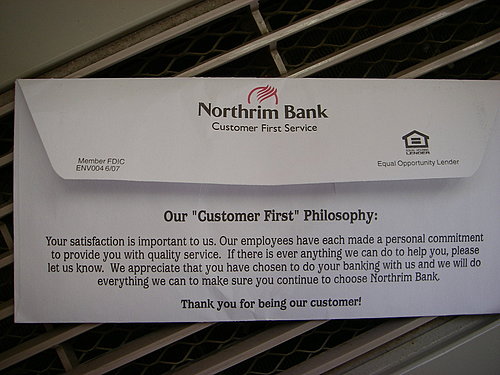 Northrim Bank
Customer First Service
Member FDIC
ENV004 6/07
EQUAL HOUSING
LENDER
Equal Opportunity Lender
Our "Customer First" Philosophy:
Your satisfaction is important to us. Our employees have each made a personal commitment
to provide you with quality service. If there is ever anything we can do to help you, please
let us know. We appreciate that you have chosen to do your banking with us and we will do
everything we can to make sure you continue to choose Northrim Bank.
Thank you for being our customer!